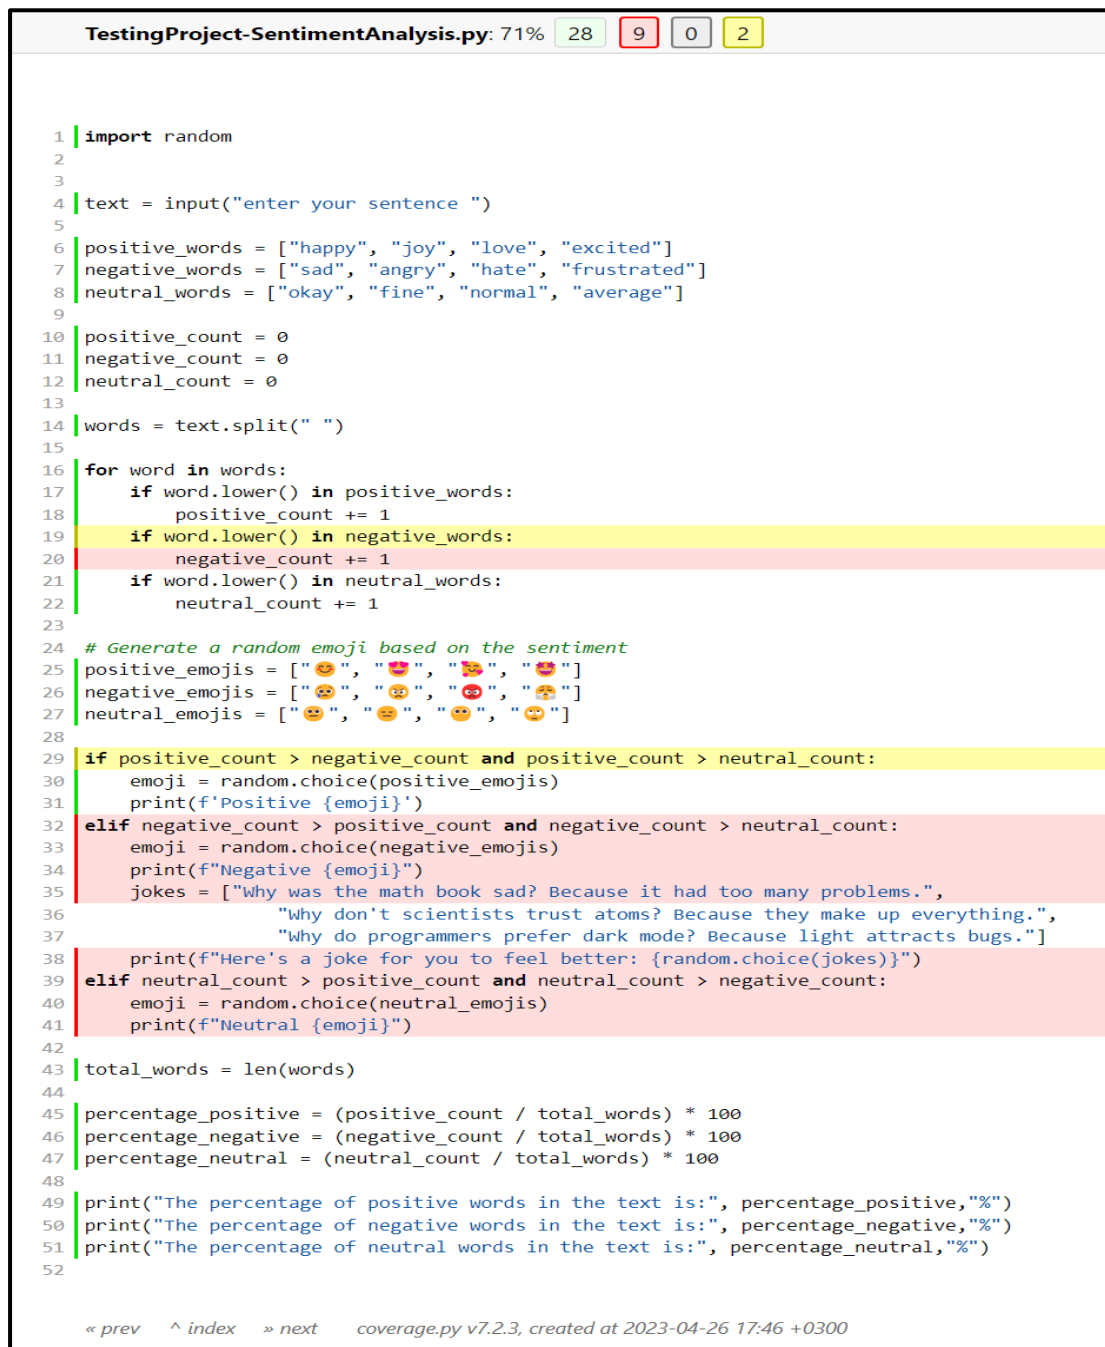 TestingProject-SentimentAnalysis.py: 71% 28 9 0 2
1 import random
2
3
4 text = input("enter your sentence ")
5
6 positive_words = ["happy", "joy", "love", "excited"]
7 negative_words = ["sad", "angry", "hate", "frustrated"]
8 neutral_words = ["okay", "fine", "normal", "average"]
9
10 positive_count = 0
11 negative_count = 0
12 neutral_count = 0
13
14 words = text.split(" ")
15
16 for word in words:
17     if word.lower() in positive_words:
18         positive_count += 1
19     if word.lower() in negative_words:
20         negative_count += 1
21     if word.lower() in neutral_words:
22         neutral_count += 1
23
24 # Generate a random emoji based on the sentiment
25 positive_emojis = ["😊", "😍", "🥰", "🤩"]
26 negative_emojis = ["😢", "😠", "😡", "😤"]
27 neutral_emojis = ["😐", "😑", "😶", "🙄"]
28
29 if positive_count > negative_count and positive_count > neutral_count:
30     emoji = random.choice(positive_emojis)
31     print(f'Positive {emoji}')
32 elif negative_count > positive_count and negative_count > neutral_count:
33     emoji = random.choice(negative_emojis)
34     print(f"Negative {emoji}")
35     jokes = ["Why was the math book sad? Because it had too many problems.",
36                  "Why don't scientists trust atoms? Because they make up everything.",
37                  "Why do programmers prefer dark mode? Because light attracts bugs."]
38     print(f"Here's a joke for you to feel better: {random.choice(jokes)}")
39 elif neutral_count > positive_count and neutral_count > negative_count:
40     emoji = random.choice(neutral_emojis)
41     print(f"Neutral {emoji}")
42
43 total_words = len(words)
44
45 percentage_positive = (positive_count / total_words) * 100
46 percentage_negative = (negative_count / total_words) * 100
47 percentage_neutral = (neutral_count / total_words) * 100
48
49 print("The percentage of positive words in the text is:", percentage_positive,"%")
50 print("The percentage of negative words in the text is:", percentage_negative,"%")
51 print("The percentage of neutral words in the text is:", percentage_neutral,"%")
52
« prev ^ index » next coverage.py v7.2.3, created at 2023-04-26 17:46 +0300